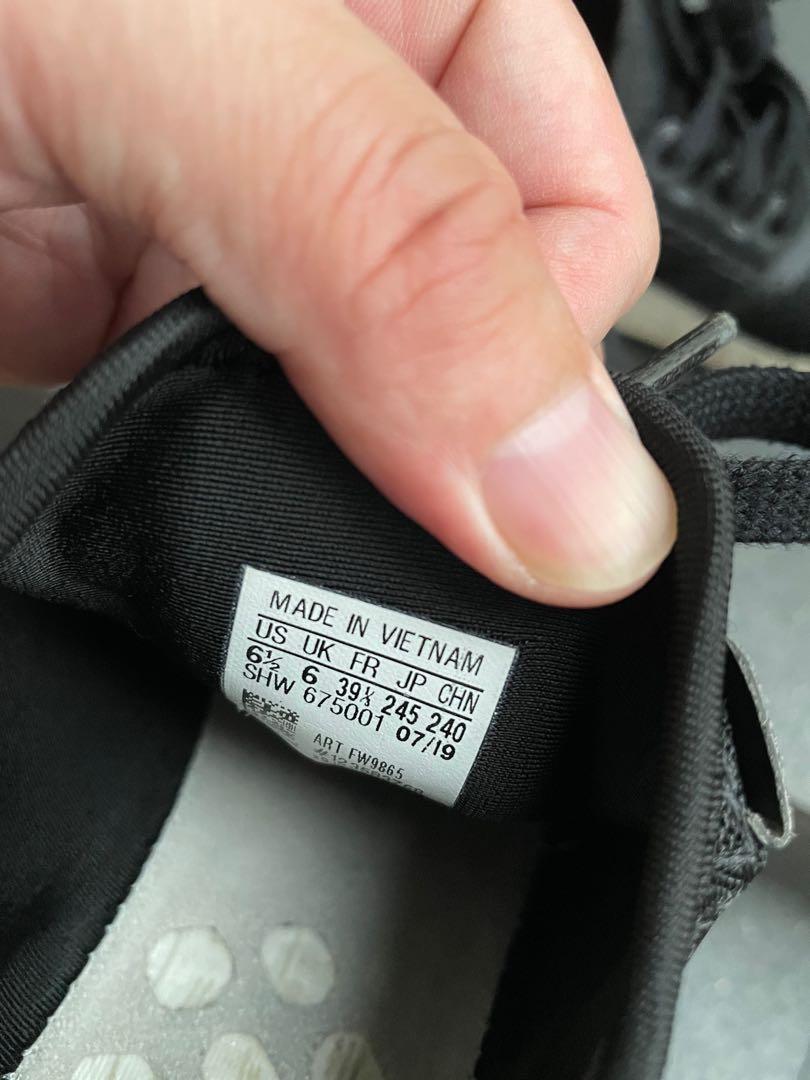 MADE IN VIETNAM
US UK FR JP CHN
6½ 6 39⅓ 245 240
SHW 675001 07/19
ART FW9865